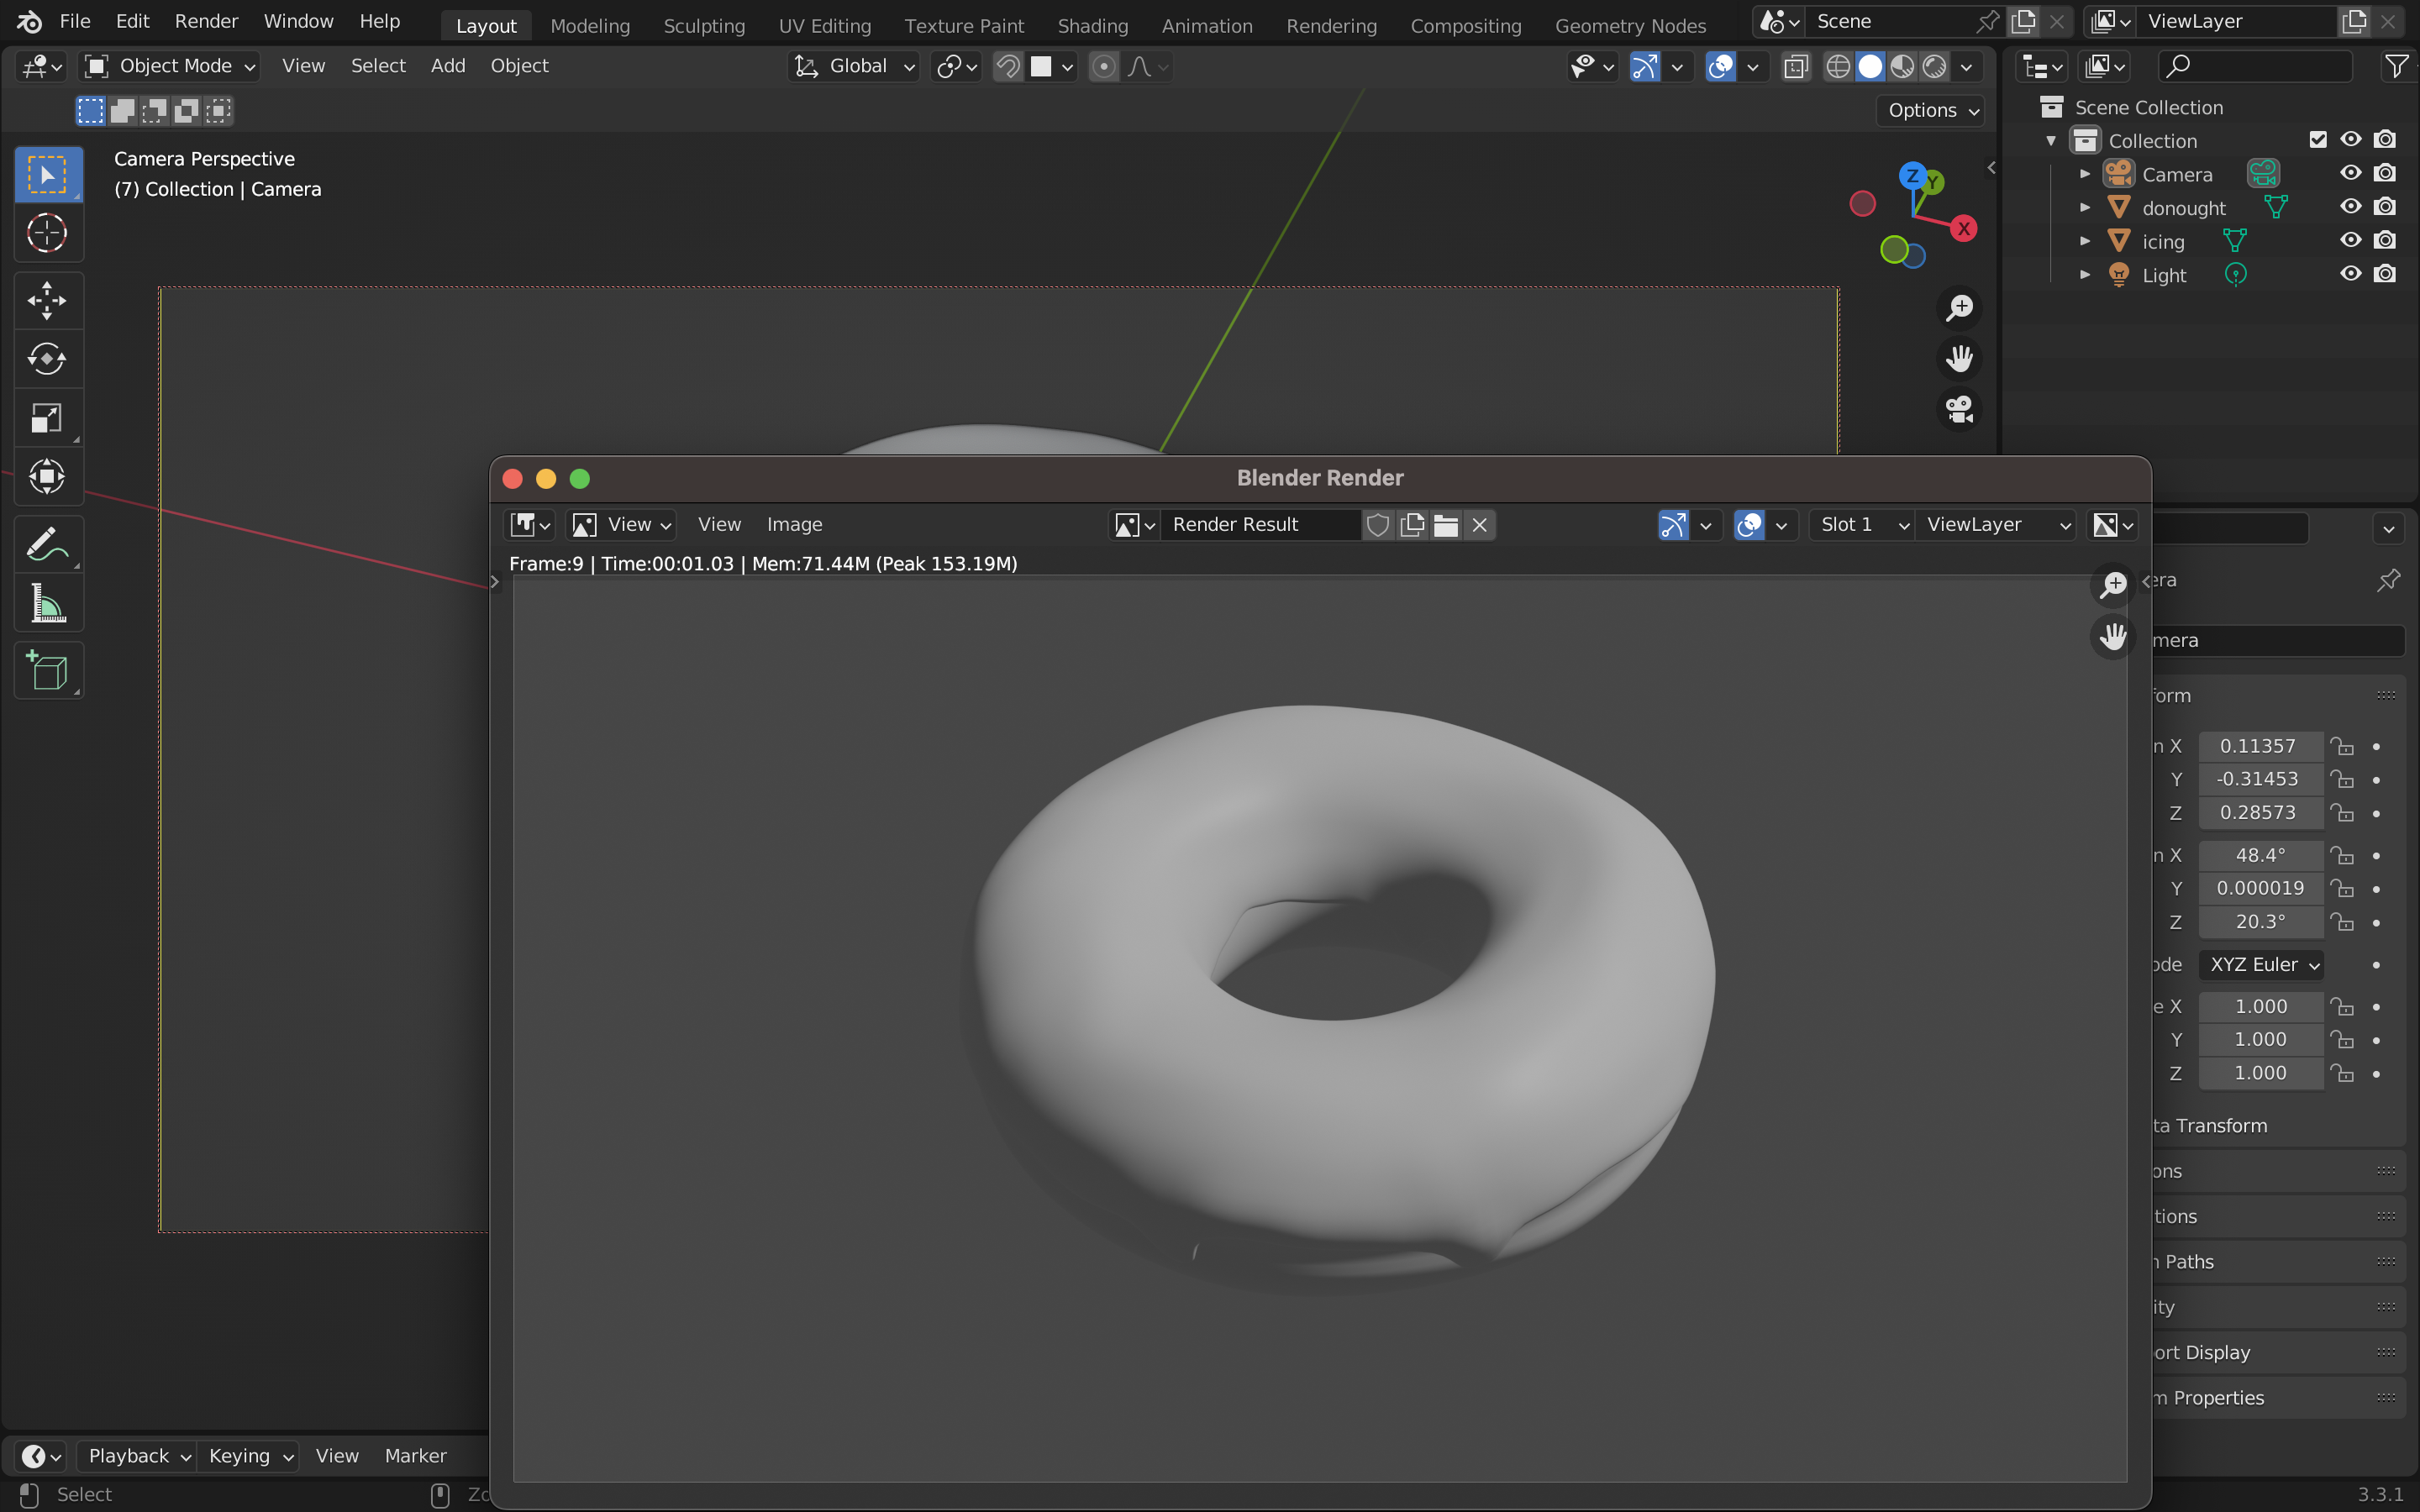 File Edit Render Window Help Layout Modeling Sculpting UV Editing Texture Paint Shading Animation Rendering Compositing Geometry Nodes Scene ViewLayer
Object Mode View Select Add Object Global
Options
Camera Perspective
(7) Collection | Camera
Z
Y
X
Scene Collection
Collection
Camera
donought
icing
Light
Blender Render
View View Image Render Result Slot 1 ViewLayer
Frame:9 | Time:00:01.03 | Mem:71.44M (Peak 153.19M)
era
mera
form
n X 0.11357
Y -0.31453
Z 0.28573
n X 48.4°
Y 0.000019
Z 20.3°
ode XYZ Euler
e X 1.000
Y 1.000
Z 1.000
ta Transform
ons
tions
n Paths
ity
ort Display
m Properties
Playback Keying View Marker
Select Zo 3.3.1